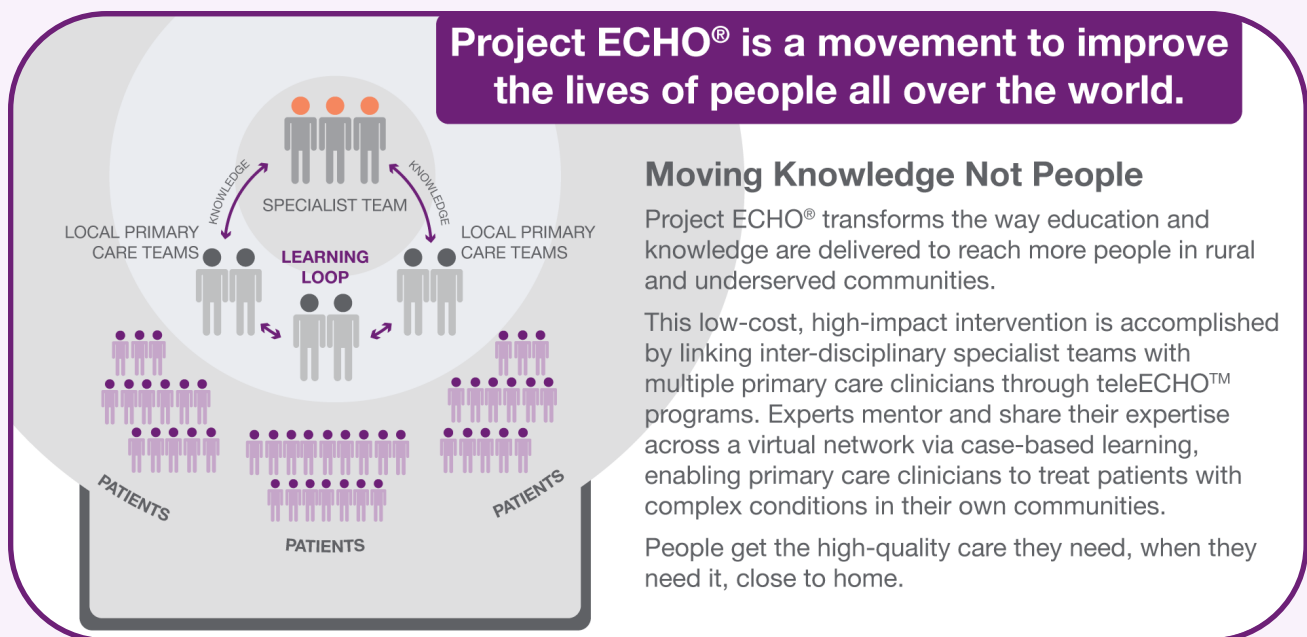 Project ECHO® is a movement to improve
the lives of people all over the world.
KNOWLEDGE
KNOWLEDGE
SPECIALIST TEAM
LOCAL PRIMARY
CARE TEAMS
LOCAL PRIMARY
CARE TEAMS
LEARNING
LOOP
PATIENTS
PATIENTS
PATIENTS
Moving Knowledge Not People
Project ECHO® transforms the way education and
knowledge are delivered to reach more people in rural
and underserved communities.
This low-cost, high-impact intervention is accomplished
by linking inter-disciplinary specialist teams with
multiple primary care clinicians through teleECHO™
programs. Experts mentor and share their expertise
across a virtual network via case-based learning,
enabling primary care clinicians to treat patients with
complex conditions in their own communities.
People get the high-quality care they need, when they
need it, close to home.